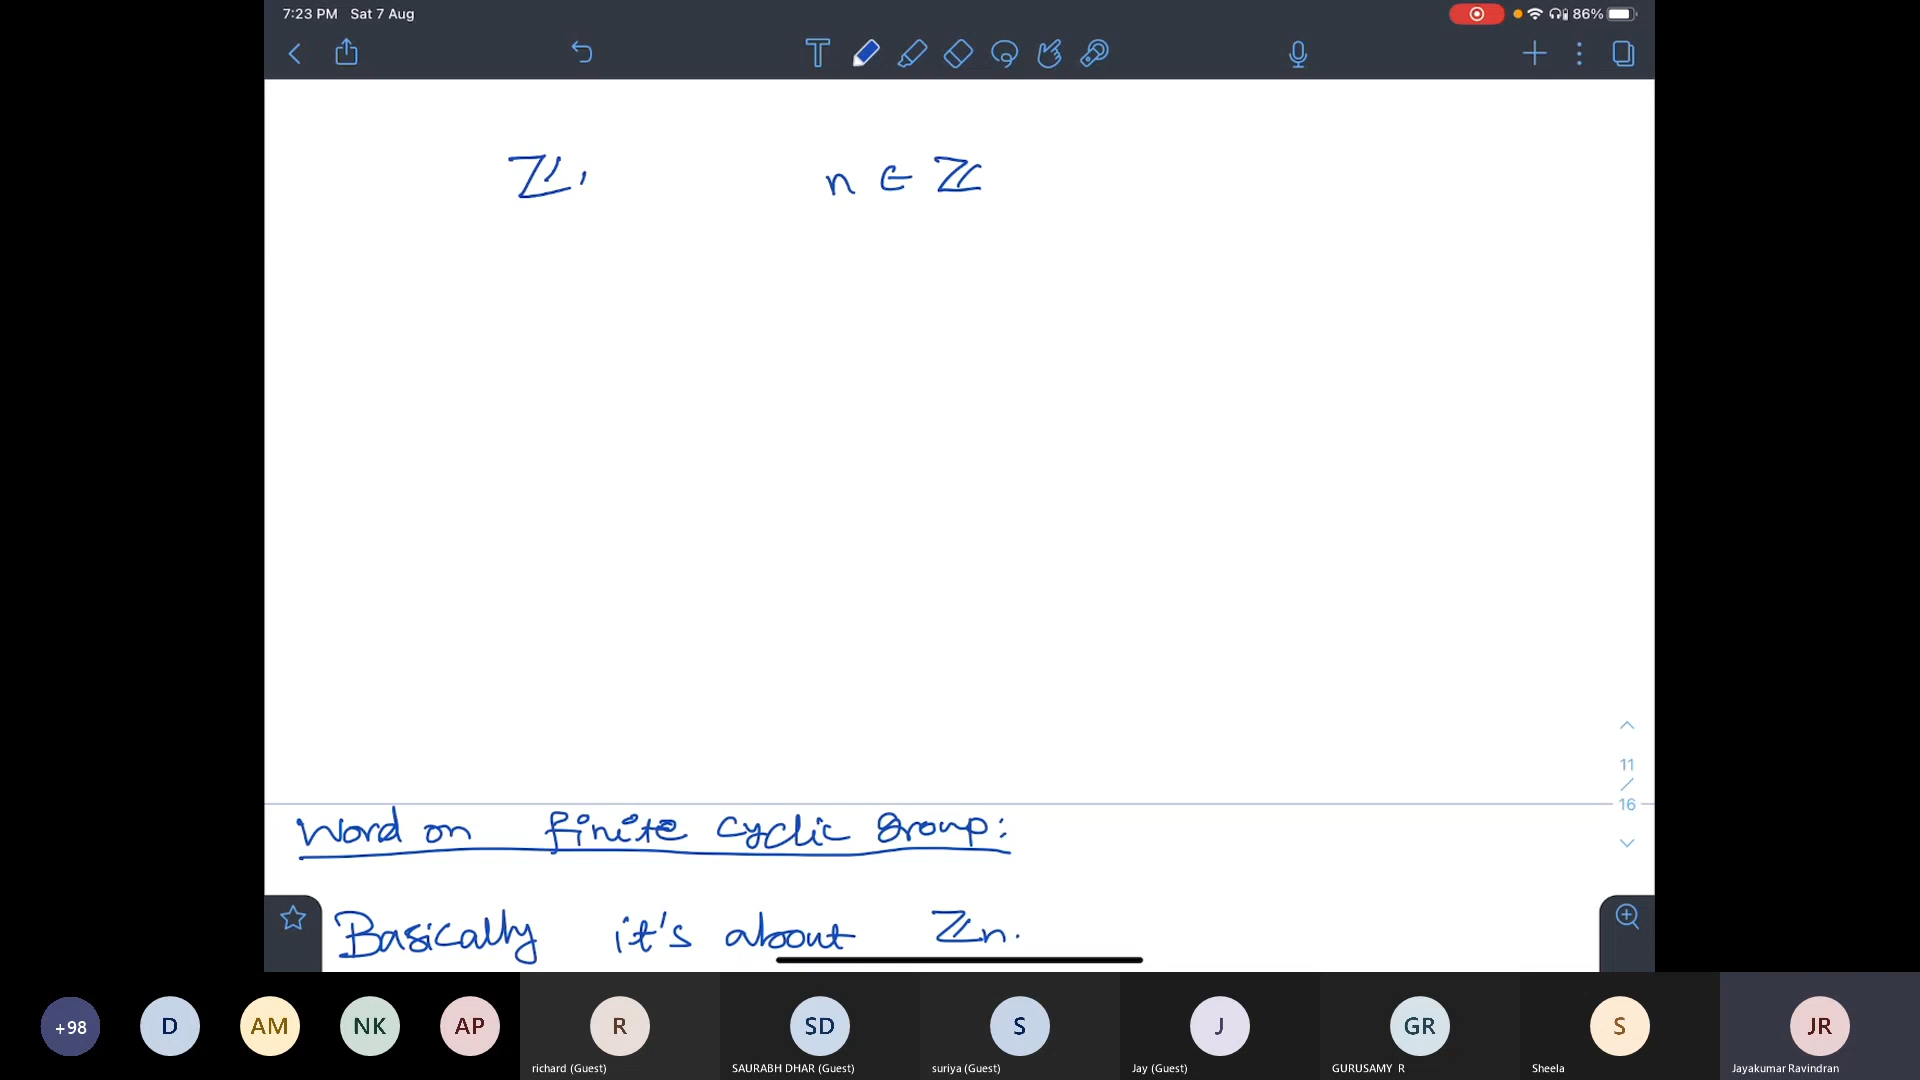 7:23 PM Sat 7 Aug
86%
ℤ, n ∈ ℤ
11
/
16
Word on finite cyclic group:
Basically it's about ℤn.
+98 D AM NK AP R SD S J GR S JR
richard (Guest) SAURABH DHAR (Guest) suriya (Guest) Jay (Guest) GURUSAMY R Sheela Jayakumar Ravindran